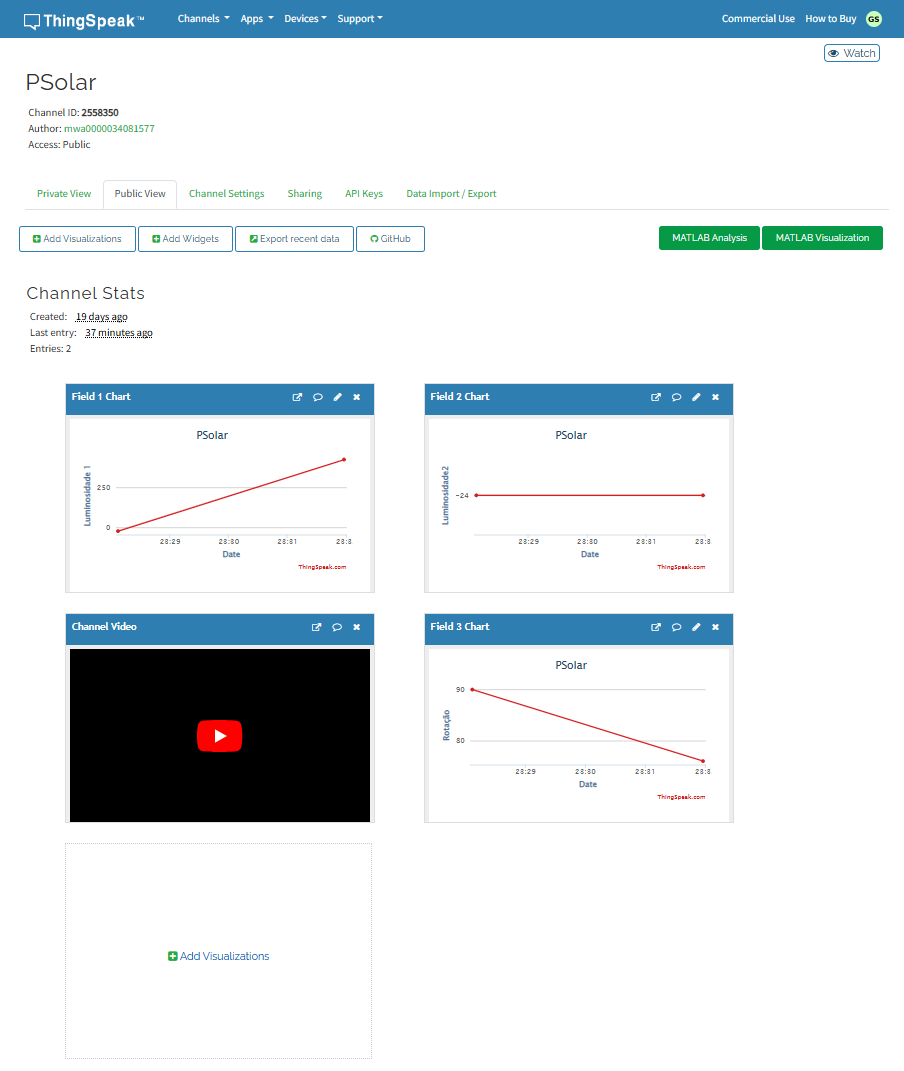 ThingSpeak™ Channels Apps Devices Support Commercial Use How to Buy GS
Watch
PSolar
Channel ID: 2558350
Author: mwa0000034081577
Access: Public
Private View Public View Channel Settings Sharing API Keys Data Import / Export
Add Visualizations Add Widgets Export recent data GitHub MATLAB Analysis MATLAB Visualization
Channel Stats
Created: 19 days ago
Last entry: 37 minutes ago
Entries: 2
Field 1 Chart
PSolar
Luminosidade 1
250
0
23:29 23:30 23:31 23:3
Date
ThingSpeak.com
Field 2 Chart
PSolar
Luminosidade2
-24
23:29 23:30 23:31 23:3
Date
ThingSpeak.com
Channel Video
Field 3 Chart
PSolar
Rotação
90
80
23:29 23:30 23:31 23:3
Date
ThingSpeak.com
Add Visualizations